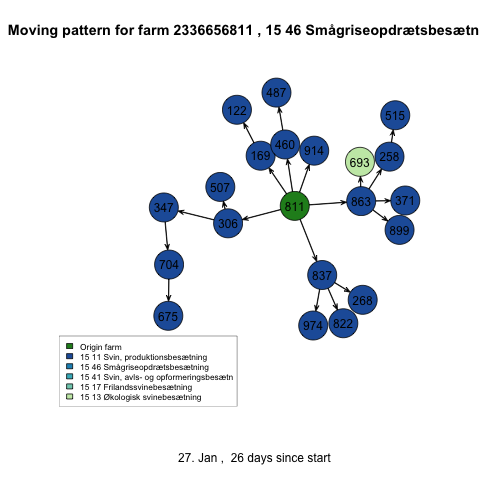 Moving pattern for farm 2336656811 , 15 46 Smågriseopdrætsbesætn
487
122
515
460
914
169
258
693
507
863
371
347
811
306
899
704
837
268
675
974
822
Origin farm
15 11 Svin, produktionsbesætning
15 46 Smågriseopdrætsbesætning
15 41 Svin, avls- og opformeringsbesætn
15 17 Frilandssvinebesætning
15 13 Økologisk svinebesætning
27. Jan , 26 days since start